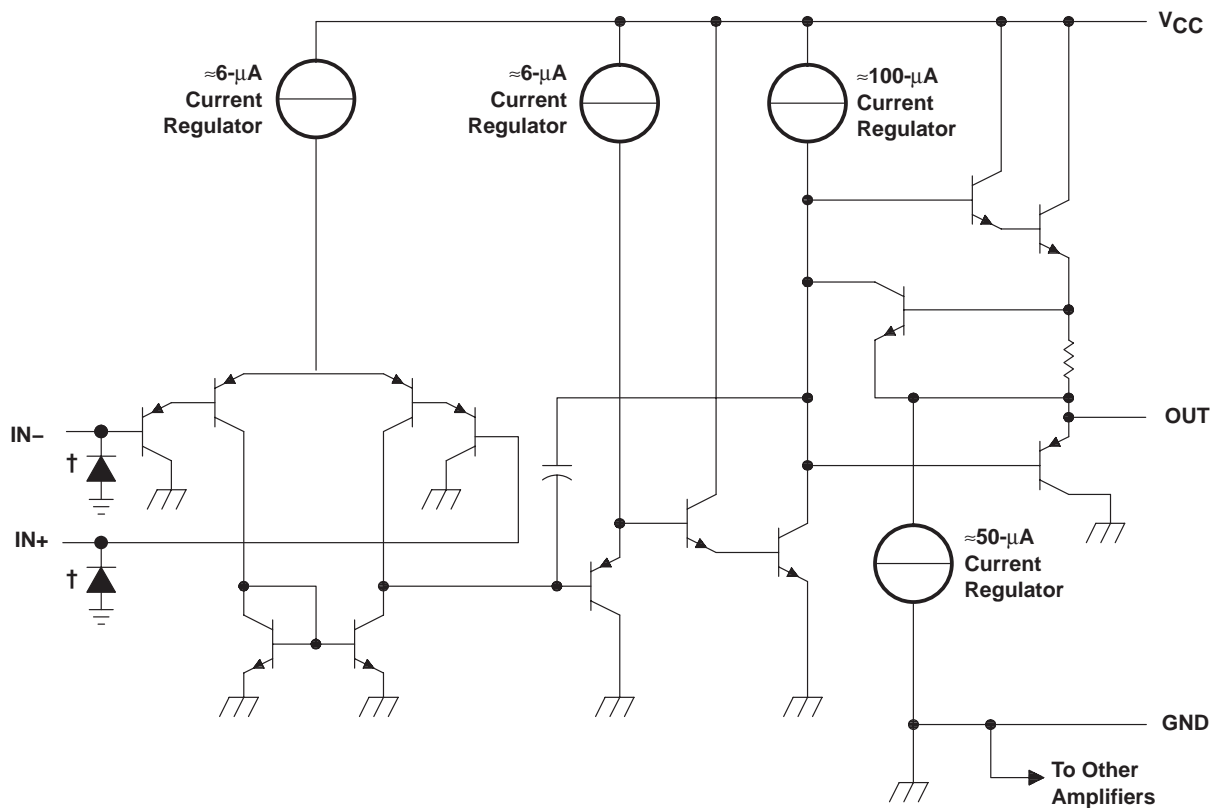 VCC
≈6-μA
Current
Regulator
≈6-μA
Current
Regulator
≈100-μA
Current
Regulator
IN−
†
OUT
IN+
†
≈50-μA
Current
Regulator
GND
To Other
Amplifiers